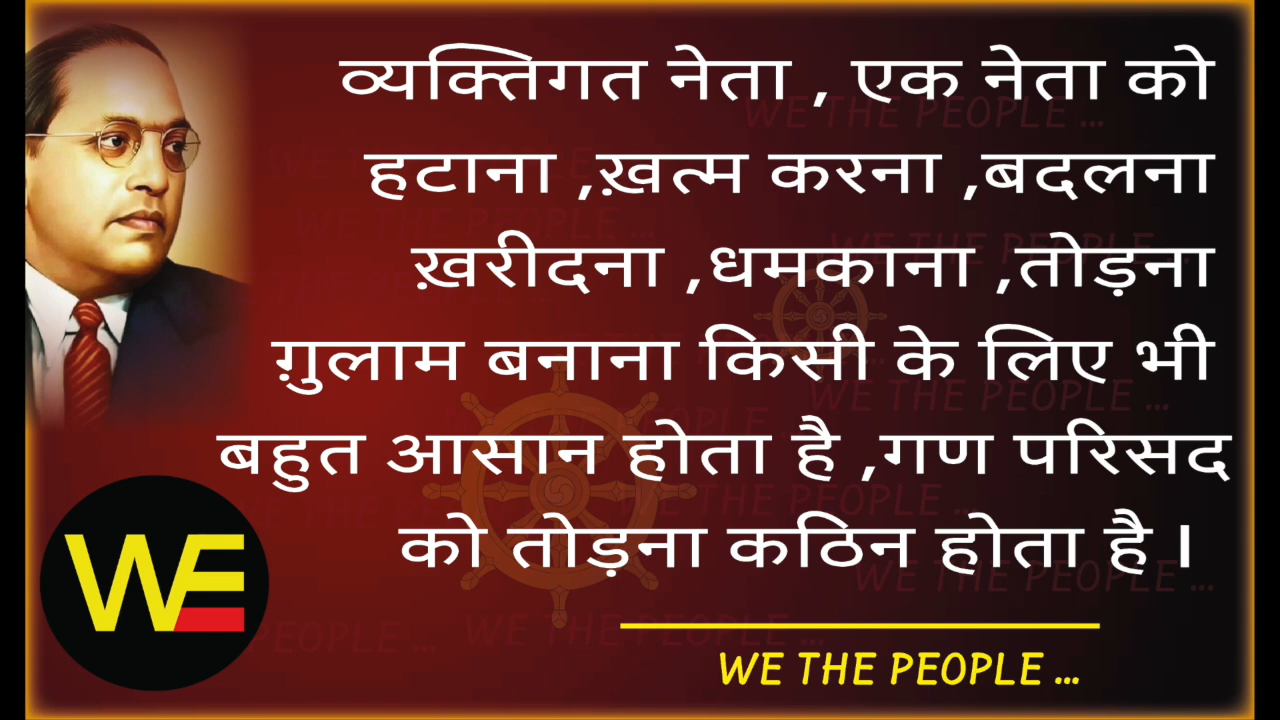 व्यक्तिगत नेता , एक नेता को
हटाना ,ख़त्म करना ,बदलना
ख़रीदना ,धमकाना ,तोड़ना
ग़ुलाम बनाना किसी के लिए भी
बहुत आसान होता है ,गण परिसद
को तोड़ना कठिन होता है ।
WE
WE THE PEOPLE ...